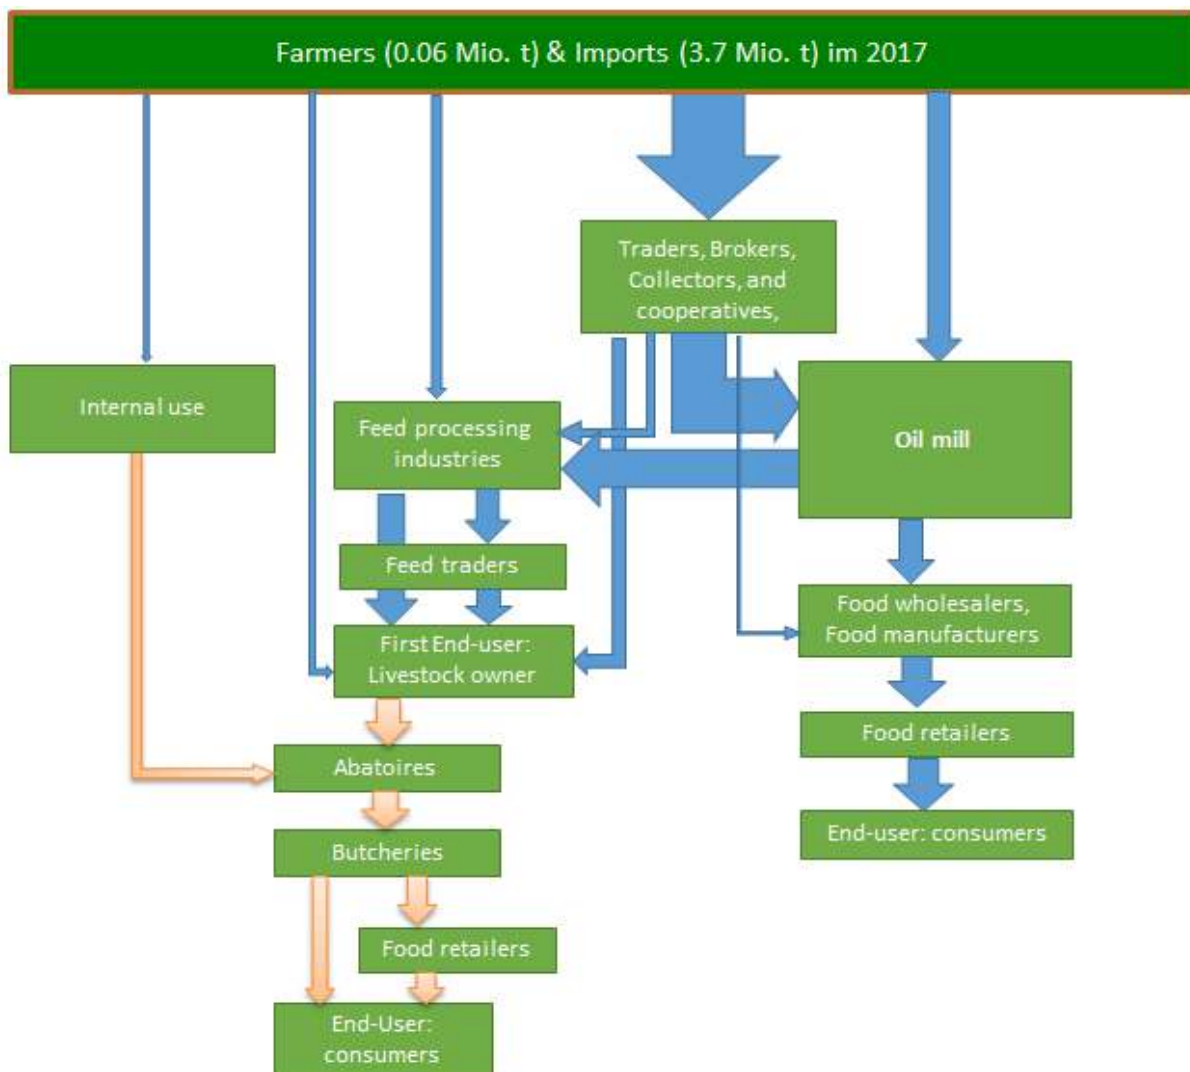 Farmers (0.06 Mio. t) & Imports (3.7 Mio. t) im 2017
Traders, Brokers,
Collectors, and
cooperatives,
Internal use
Feed processing
industries
Oil mill
Feed traders
Food wholesalers,
Food manufacturers
First End-user:
Livestock owner
Food retailers
Abatoires
End-user: consumers
Butcheries
Food retailers
End-User:
consumers